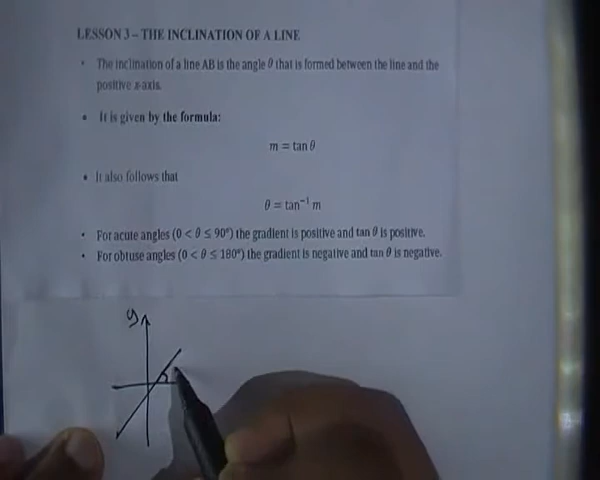 LESSON 3 – THE INCLINATION OF A LINE
• The inclination of a line AB is the angle θ that is formed between the line and the
positive x-axis.
• It is given by the formula:
m = tan θ
• It also follows that
θ = tan⁻¹ m
• For acute angles (0 < θ ≤ 90°) the gradient is positive and tan θ is positive.
• For obtuse angles (0 < θ ≤ 180°) the gradient is negative and tan θ is negative.
y